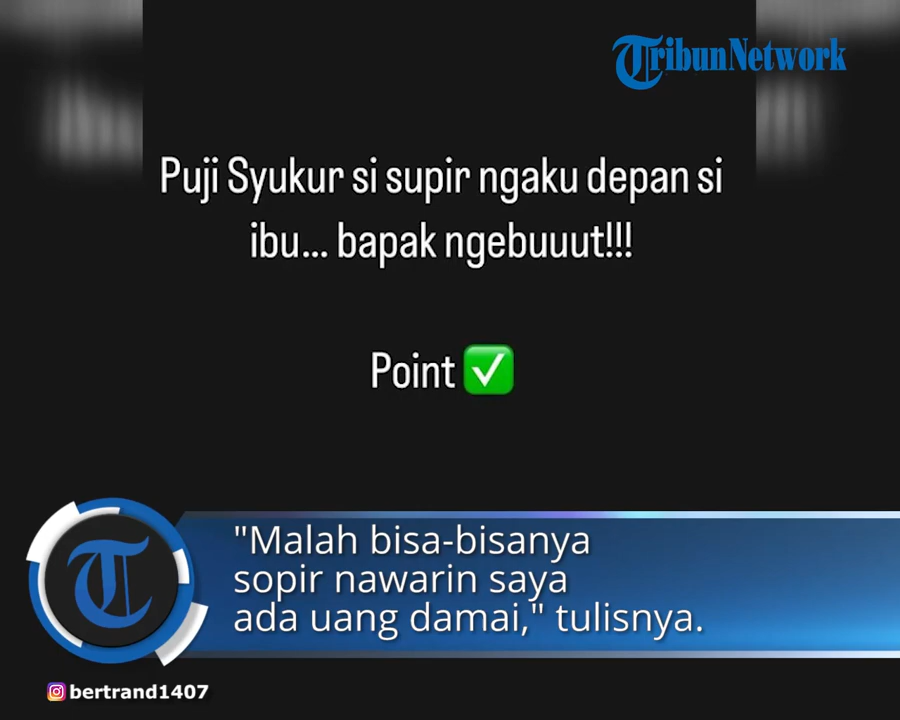 TribunNetwork
Puji Syukur si supir ngaku depan si
ibu... bapak ngebuuut!!!
Point ✅
"Malah bisa-bisanya
sopir nawarin saya
ada uang damai," tulisnya.
T
bertrand1407